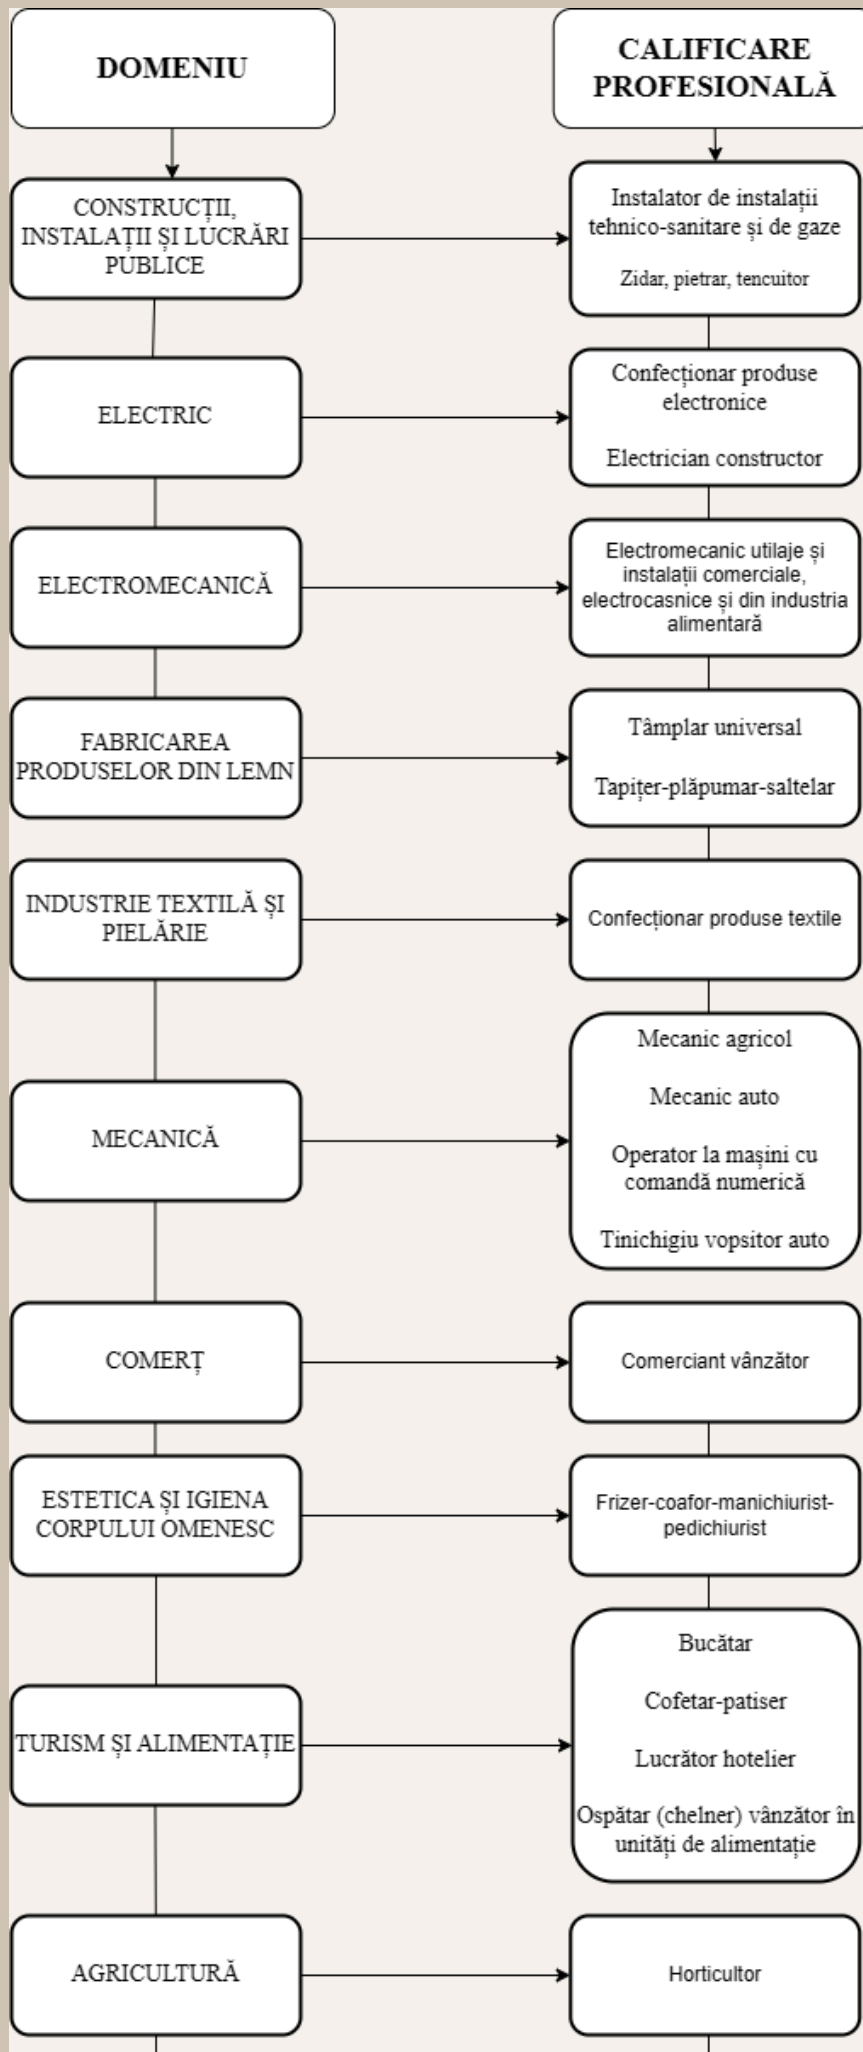 DOMENIU
CALIFICARE
PROFESIONALĂ
CONSTRUCȚII,
INSTALAȚII ȘI LUCRĂRI
PUBLICE
Instalator de instalații
tehnico-sanitare și de gaze
Zidar, pietrar, tencuitor
ELECTRIC
Confecționar produse
electronice
Electrician constructor
ELECTROMECANICĂ
Electromecanic utilaje și
instalații comerciale,
electrocasnice și din industria
alimentară
FABRICAREA
PRODUSELOR DIN LEMN
Tâmplar universal
Tapițer-plăpumar-saltelar
INDUSTRIE TEXTILĂ ȘI
PIELĂRIE
Confecționar produse textile
MECANICĂ
Mecanic agricol
Mecanic auto
Operator la mașini cu
comandă numerică
Tinichigiu vopsitor auto
COMERȚ
Comerciant vânzător
ESTETICA ȘI IGIENA
CORPULUI OMENESC
Frizer-coafor-manichiurist-
pedichiurist
TURISM ȘI ALIMENTAȚIE
Bucătar
Cofetar-patiser
Lucrător hotelier
Ospătar (chelner) vânzător în
unități de alimentație
AGRICULTURĂ
Horticultor